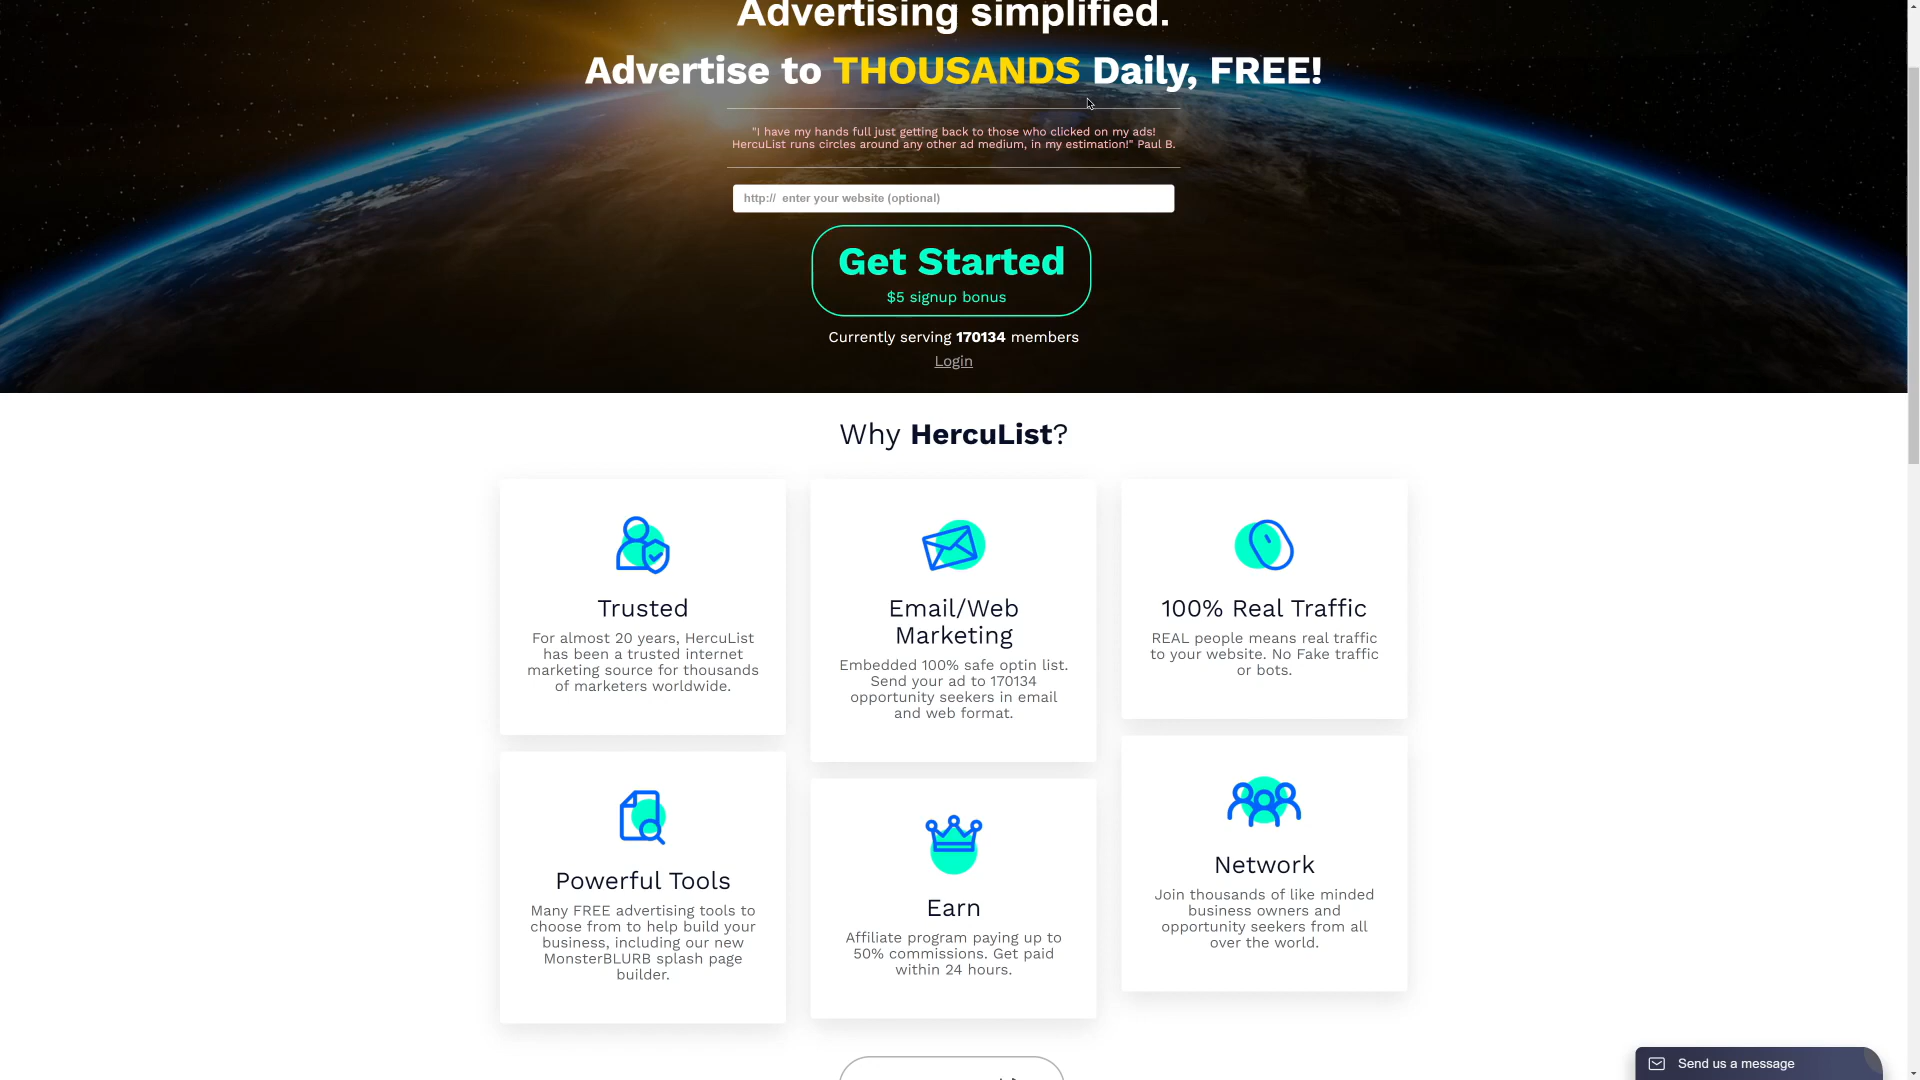 Advertising simplified.
Advertise to THOUSANDS Daily, FREE!
"I have my hands full just getting back to those who clicked on my ads!
HercuList runs circles around any other ad medium, in my estimation!" Paul B.
http://  enter your website (optional)
Get Started
$5 signup bonus
Currently serving 170134 members
Login
Why HercuList?
Trusted
For almost 20 years, HercuList
has been a trusted internet
marketing source for thousands
of marketers worldwide.
Email/Web
Marketing
Embedded 100% safe optin list.
Send your ad to 170134
opportunity seekers in email
and web format.
100% Real Traffic
REAL people means real traffic
to your website. No Fake traffic
or bots.
Powerful Tools
Many FREE advertising tools to
choose from to help build your
business, including our new
MonsterBLURB splash page
builder.
Earn
Affiliate program paying up to
50% commissions. Get paid
within 24 hours.
Network
Join thousands of like minded
business owners and
opportunity seekers from all
over the world.
Send us a message